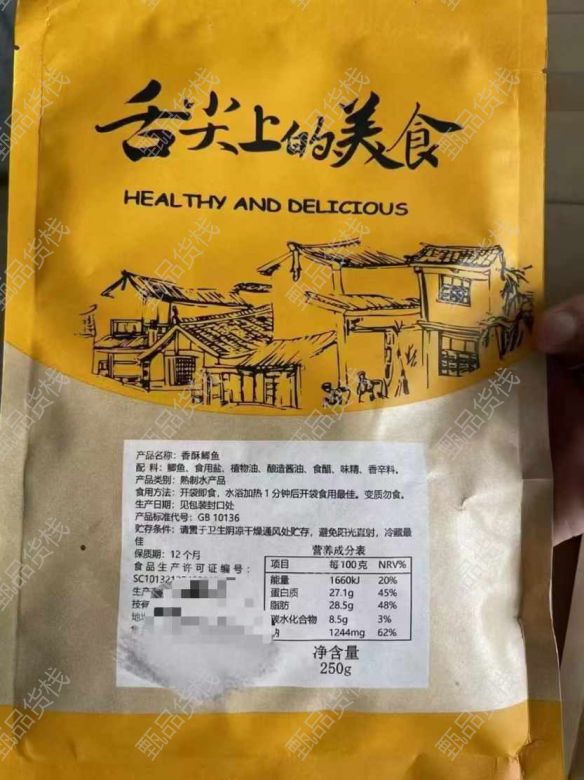 舌尖上的美食
HEALTHY AND DELICIOUS
产品名称：香酥鲫鱼
配 料：鲫鱼、食用盐、植物油、酿造酱油、食醋、味精、香辛料。
产品类别：熟制水产品
食用方法：开袋即食，水浴加热1分钟后开袋食用最佳。变质勿食。
生产日期：见包装封口处
产品标准代号：GB 10136
贮存条件：请置于卫生阴凉干燥通风处贮存，避免阳光直射，冷藏最
佳
保质期：12个月
食品生产许可证编号：
营养成分表
项目 每100克 NRV%
能量 1660kJ 20%
蛋白质 27.1g 45%
脂肪 28.5g 48%
碳水化合物 8.5g 3%
钠 1244mg 62%
净含量
250g
甄品货栈